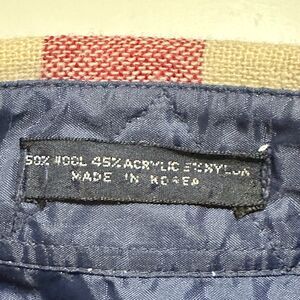 50% WOOL 45% ACRYLIC 5% NYLON
MADE IN KOREA